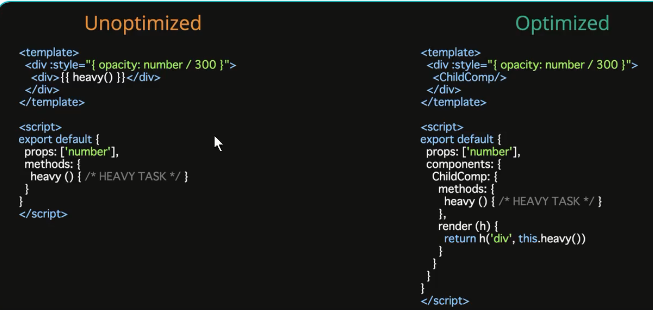 Unoptimized
<template>
<div :style="{ opacity: number / 300 }">
<div>{{ heavy() }}</div>
</div>
</template>
<script>
export default {
props: ['number'],
methods: {
heavy () { /* HEAVY TASK */ }
}
}
</script>
Optimized
<template>
<div :style="{ opacity: number / 300 }">
<ChildComp/>
</div>
</template>
<script>
export default {
props: ['number'],
components: {
ChildComp: {
methods: {
heavy () { /* HEAVY TASK */ }
},
render (h) {
return h('div', this.heavy())
}
}
}
}
</script>